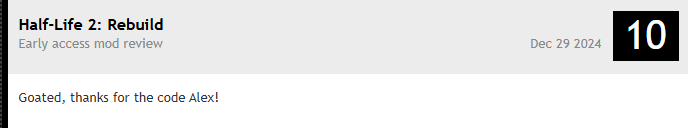 Half-Life 2: Rebuild
Early access mod review
Dec 29 2024
10
Goated, thanks for the code Alex!